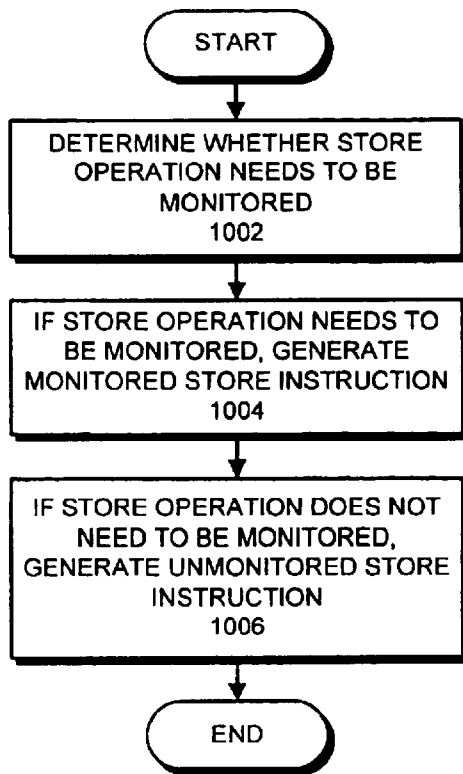 START
DETERMINE WHETHER STORE
OPERATION NEEDS TO BE
MONITORED
1002
IF STORE OPERATION NEEDS TO
BE MONITORED, GENERATE
MONITORED STORE INSTRUCTION
1004
IF STORE OPERATION DOES NOT
NEED TO BE MONITORED,
GENERATE UNMONITORED STORE
INSTRUCTION
1006
END